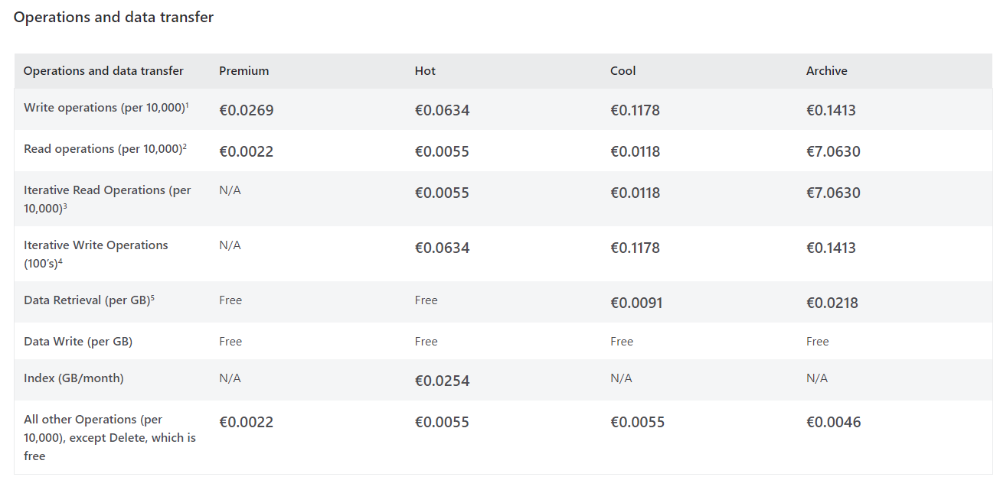 Operations and data transfer
Operations and data transfer Premium Hot Cool Archive
Write operations (per 10,000)¹ €0.0269 €0.0634 €0.1178 €0.1413
Read operations (per 10,000)² €0.0022 €0.0055 €0.0118 €7.0630
Iterative Read Operations (per N/A €0.0055 €0.0118 €7.0630
10,000)³
Iterative Write Operations N/A €0.0634 €0.1178 €0.1413
(100’s)⁴
Data Retrieval (per GB)⁵ Free Free €0.0091 €0.0218
Data Write (per GB) Free Free Free Free
Index (GB/month) N/A €0.0254 N/A N/A
All other Operations (per €0.0022 €0.0055 €0.0055 €0.0046
10,000), except Delete, which is
free